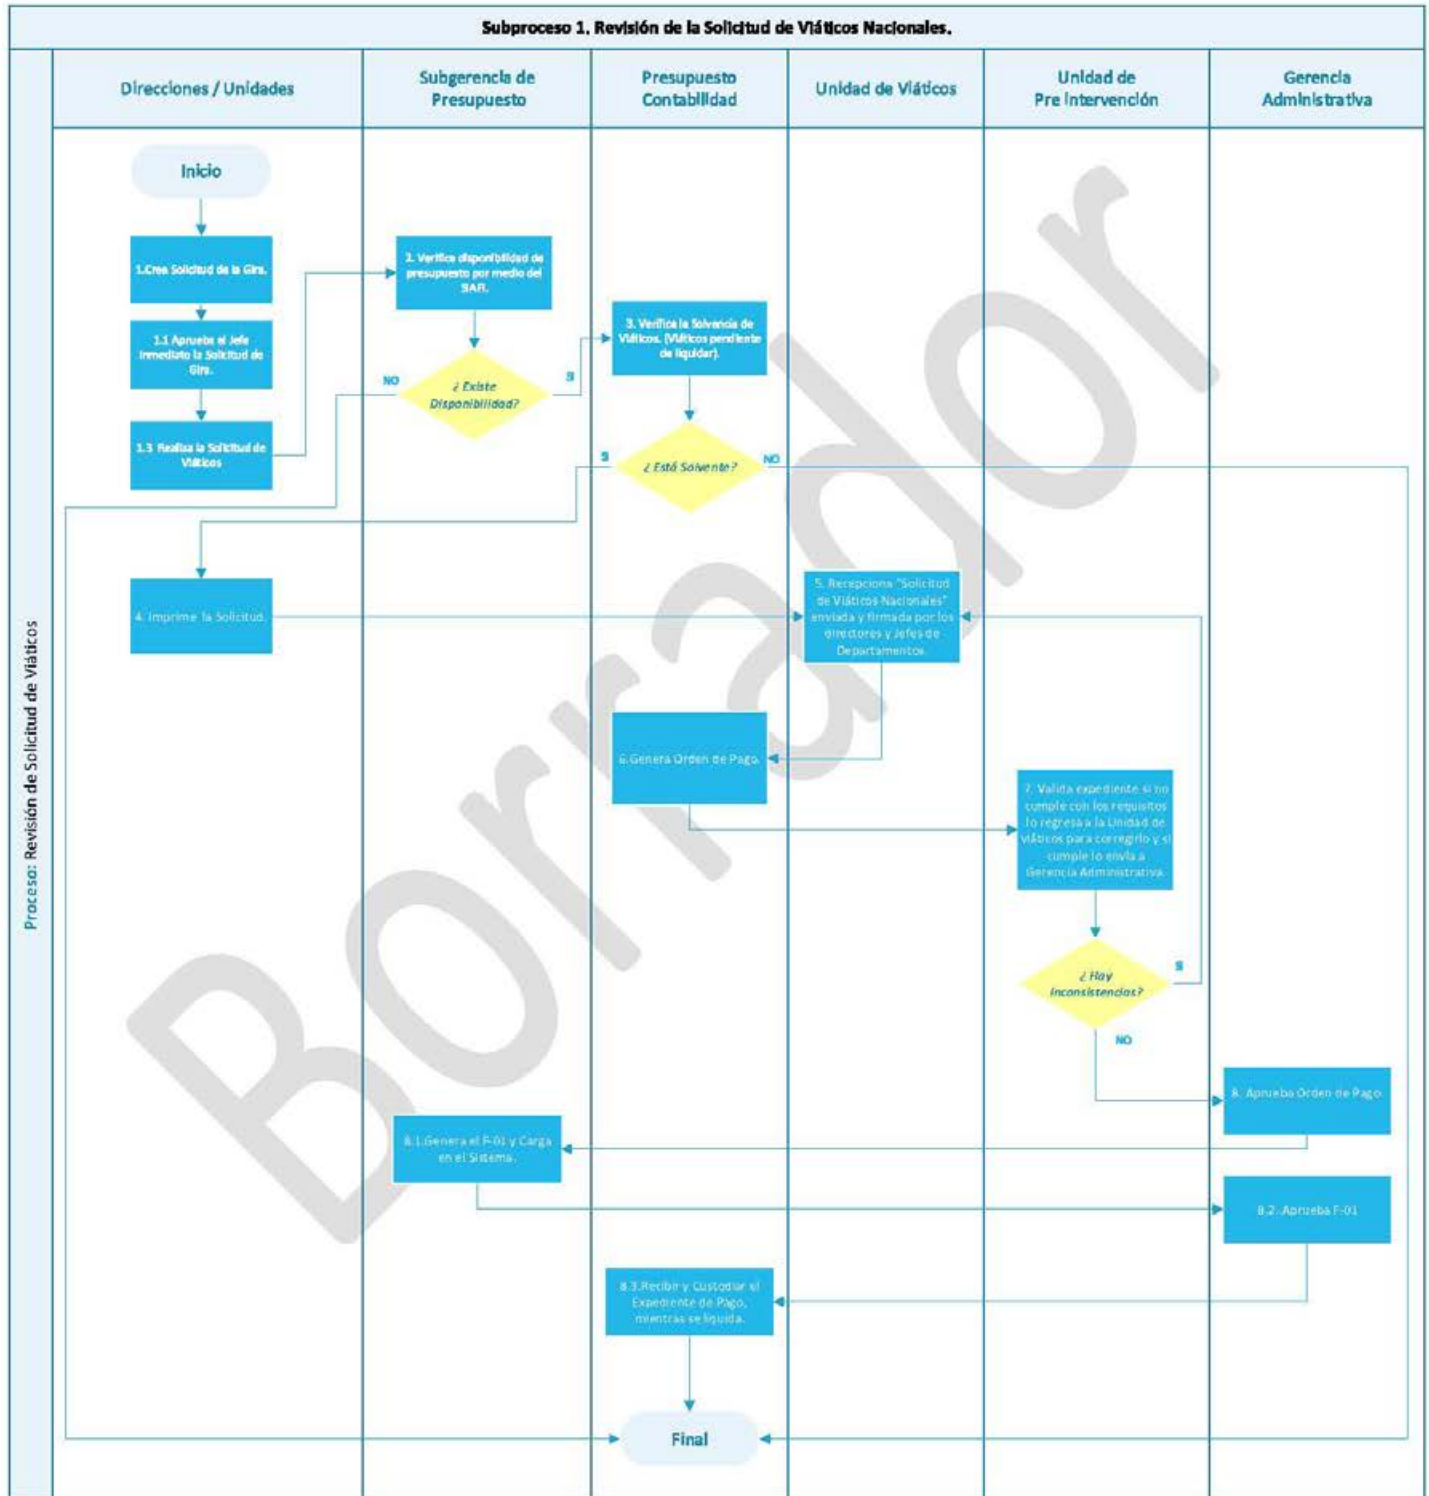 Subproceso 1. Revisión de la Solicitud de Viáticos Nacionales.
Proceso: Revisión de Solicitud de Viáticos
Direcciones / Unidades
Subgerencia de
Presupuesto
Presupuesto
Contabilidad
Unidad de Viáticos
Unidad de
Pre intervención
Gerencia
Administrativa
Inicio
1.Crea Solicitud de la Gira.
1.1 Aprueba el Jefe
Inmediato la Solicitud de
Gira.
1.3 Realiza la Solicitud de
Viáticos
2. Verifica disponibilidad de
presupuesto por medio del
SIAFI.
¿ Existe
Disponibilidad?
NO
SI
3. Verifica la Solvencia de
Viáticos. (Viáticos pendiente
de liquidar).
¿ Está Solvente?
SI
NO
4. Imprime la Solicitud.
5. Recepciona "Solicitud
de Viáticos Nacionales"
enviada y firmada por los
directores y Jefes de
Departamentos.
6.Genera Orden de Pago.
7. Valida expediente si no
cumple con los requisitos
lo regresa a la Unidad de
viáticos para corregirlo y si
cumple lo envía a
Gerencia Administrativa.
¿ Hay
inconsistencias?
SI
NO
8. Aprueba Orden de Pago.
8.1.Genera el F-01 y Carga
en el Sistema.
8.2. Aprueba F-01
8.3.Recibir y Custodiar el
Expediente de Pago,
mientras se liquida.
Final
Borrador